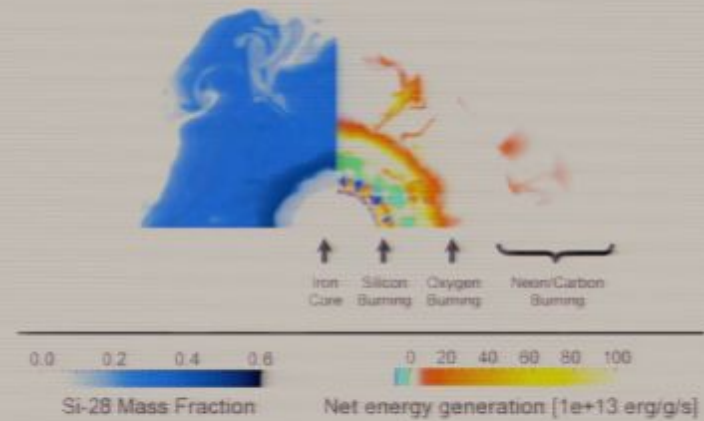 Iron Silicon Oxygen Neon/Carbon
Core Burning Burning Burning
0.0 0.2 0.4 0.6
0 20 40 60 80 100
Si-28 Mass Fraction
Net energy generation [1e+13 erg/g/s]